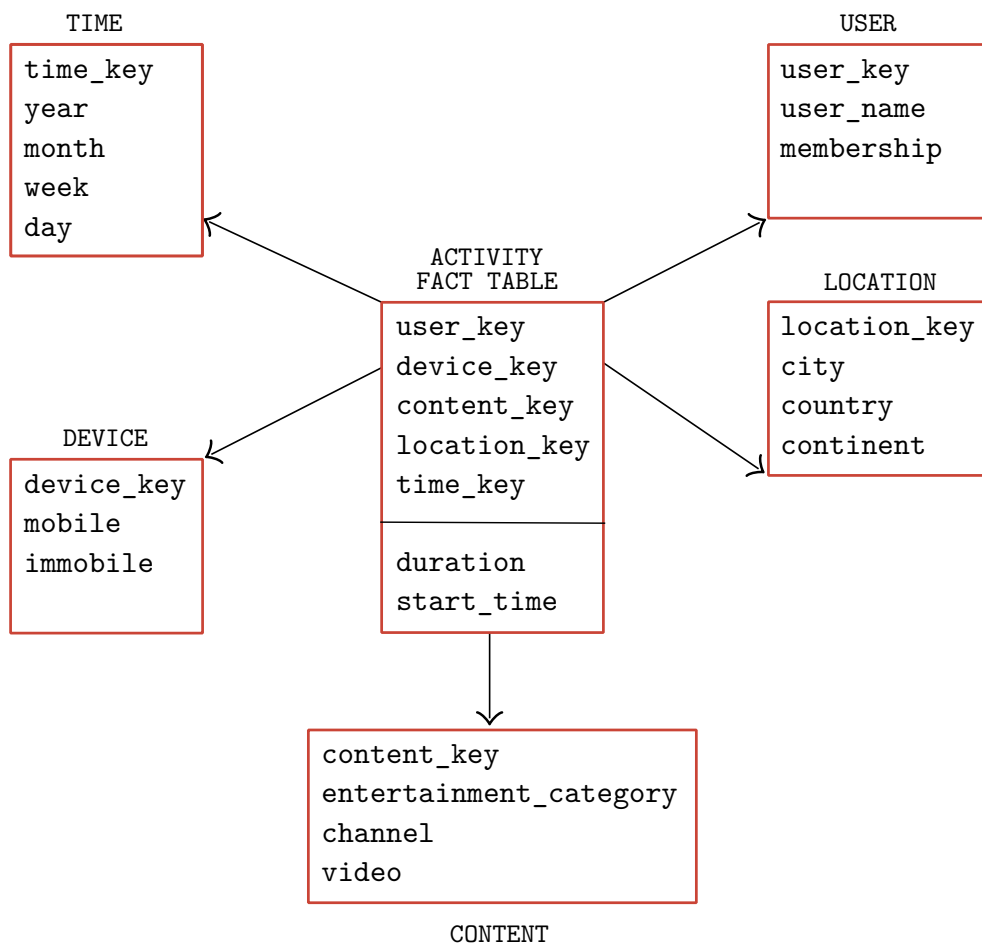 TIME
time_key
year
month
week
day
USER
user_key
user_name
membership
ACTIVITY
FACT TABLE
user_key
device_key
content_key
location_key
time_key
duration
start_time
LOCATION
location_key
city
country
continent
DEVICE
device_key
mobile
immobile
content_key
entertainment_category
channel
video
CONTENT